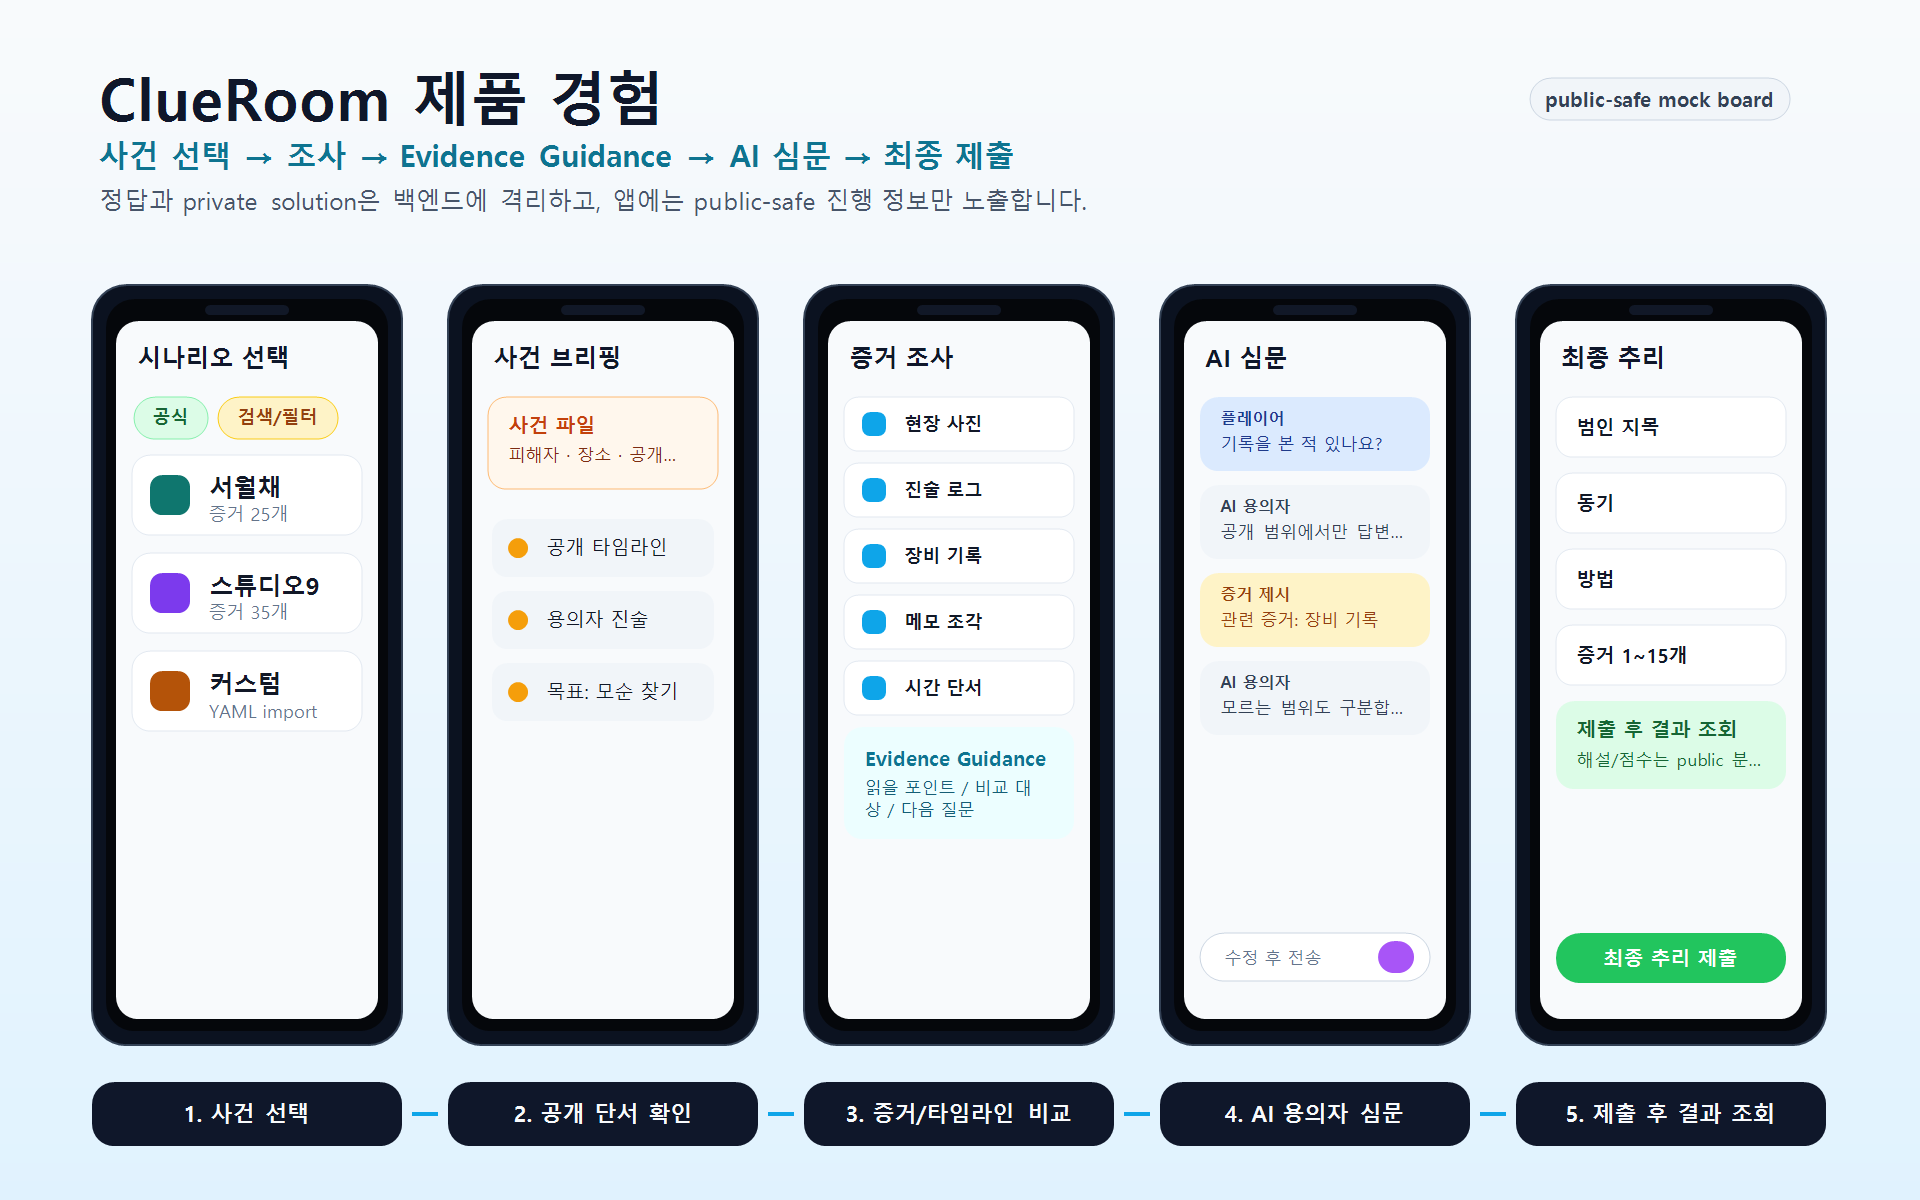 ClueRoom 제품 경험
public-safe mock board
사건 선택 → 조사 → Evidence Guidance → AI 심문 → 최종 제출
정답과 private solution은 백엔드에 격리하고, 앱에는 public-safe 진행 정보만 노출합니다.
시나리오 선택
공식
검색/필터
서월채
증거 25개
스튜디오9
증거 35개
커스텀
YAML import
사건 브리핑
사건 파일
피해자 · 장소 · 공개...
공개 타임라인
용의자 진술
목표: 모순 찾기
증거 조사
현장 사진
진술 로그
장비 기록
메모 조각
시간 단서
Evidence Guidance
읽을 포인트 / 비교 대
상 / 다음 질문
AI 심문
플레이어
기록을 본 적 있나요?
AI 용의자
공개 범위에서만 답변...
증거 제시
관련 증거: 장비 기록
AI 용의자
모르는 범위도 구분합...
수정 후 전송
최종 추리
범인 지목
동기
방법
증거 1~15개
제출 후 결과 조회
해설/점수는 public 분...
최종 추리 제출
1. 사건 선택
2. 공개 단서 확인
3. 증거/타임라인 비교
4. AI 용의자 심문
5. 제출 후 결과 조회